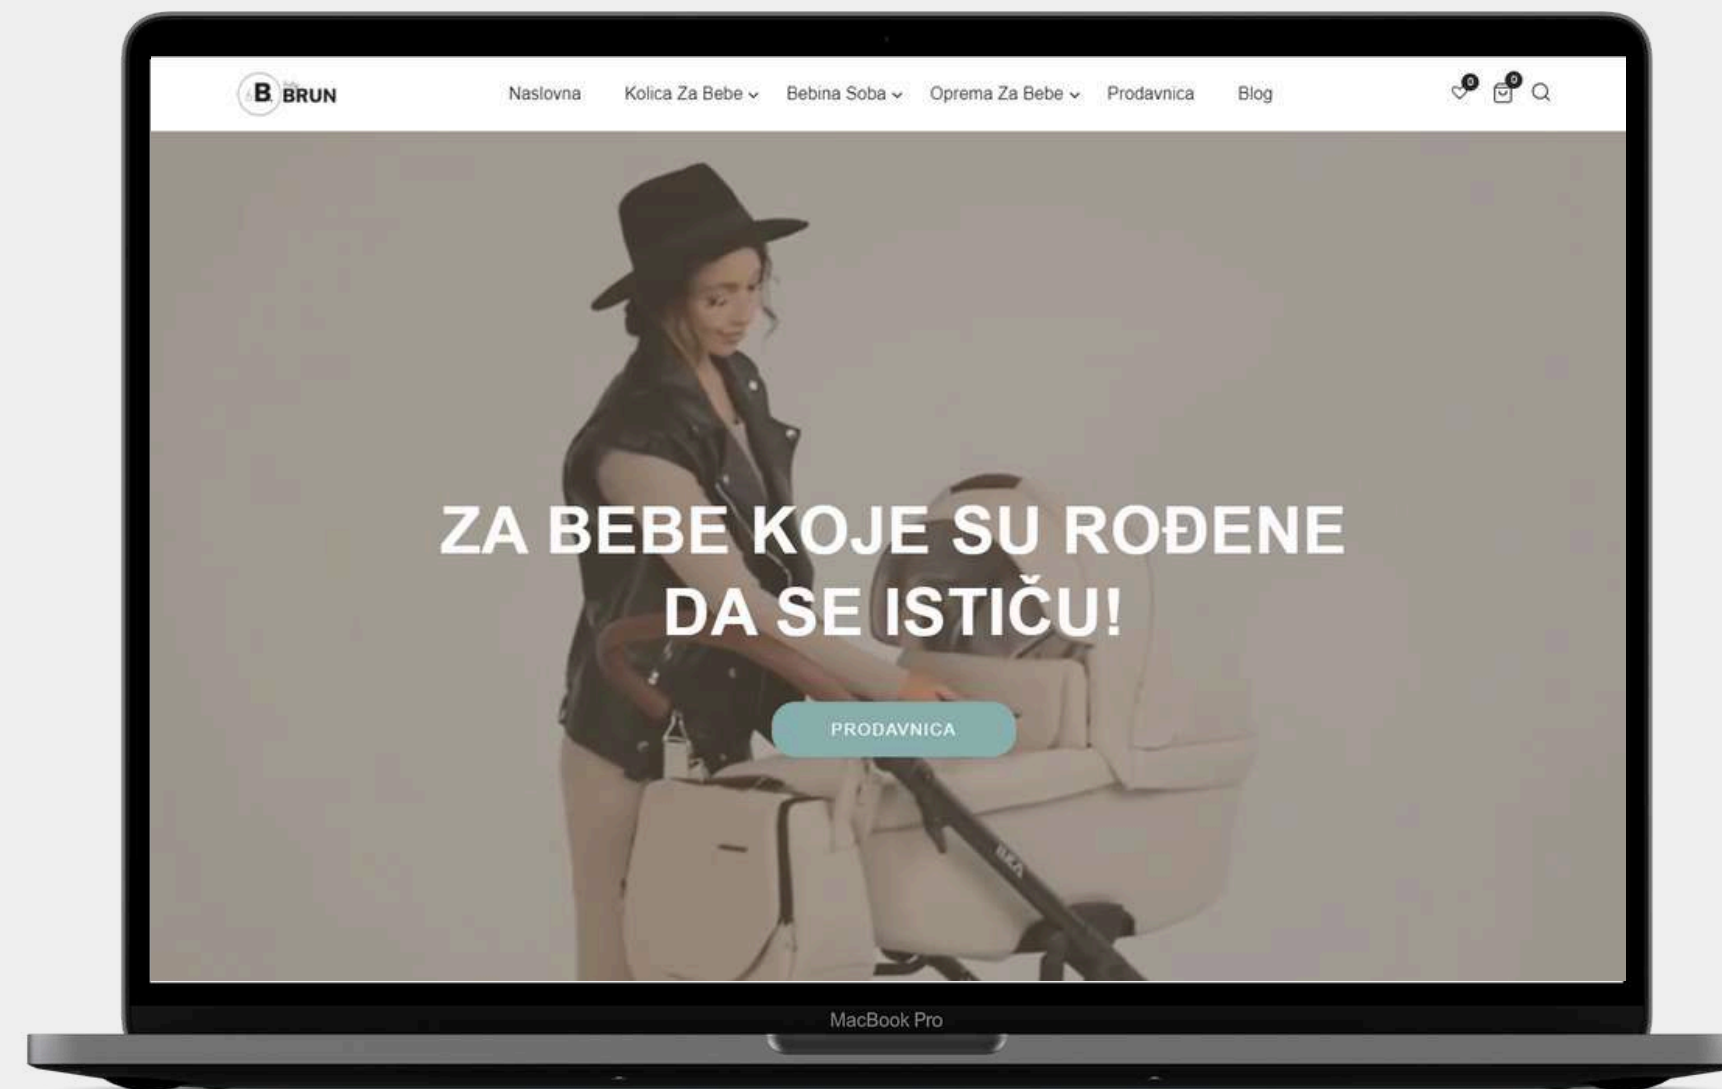 B.
BRUN
Naslovna
Kolica Za Bebe
Bebina Soba
Oprema Za Bebe
Prodavnica
Blog
0
0
ZA BEBE KOJE SU ROĐENE
DA SE ISTIČU!
PRODAVNICA
MacBook Pro